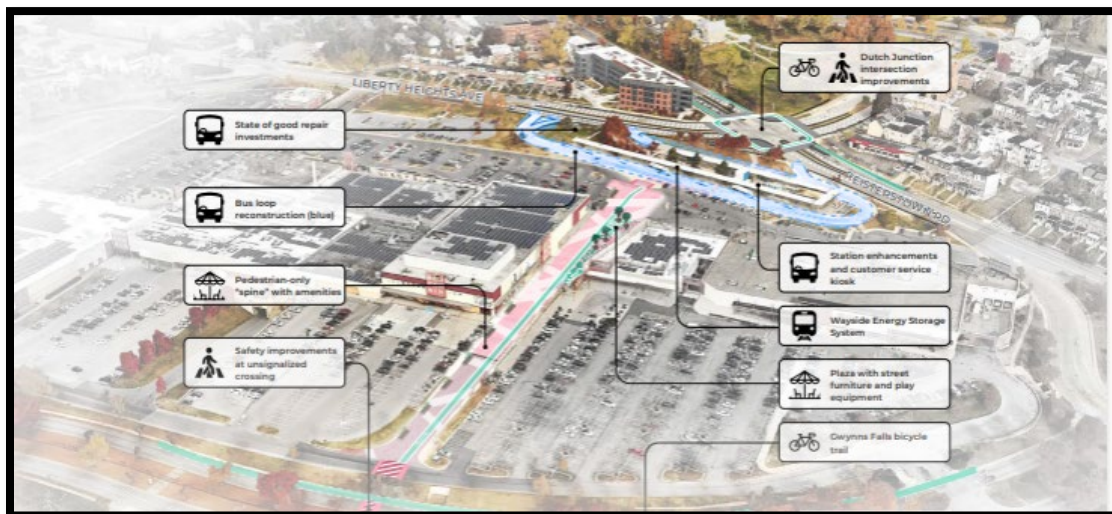 LIBERTY HEIGHTS AVE
State of good repair
investments
Bus loop
reconstruction (blue)
Pedestrian-only
"spine" with amenities
Safety improvements
at unsignalized
crossing
Dutch Junction
intersection
improvements
REISTERSTOWN RD
Station enhancements
and customer service
kiosk
Wayside Energy Storage
System
Plaza with street
furniture and play
equipment
Gwynns Falls bicycle
trail